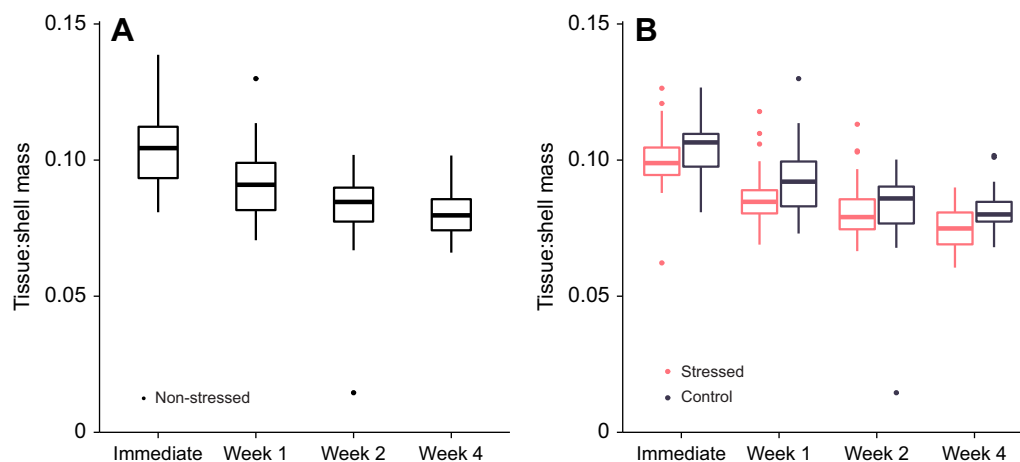 A
Tissue:shell mass
0.15
0.10
0.05
0
Non-stressed
Immediate Week 1 Week 2 Week 4
B
Tissue:shell mass
0.15
0.10
0.05
0
Stressed
Control
Immediate Week 1 Week 2 Week 4